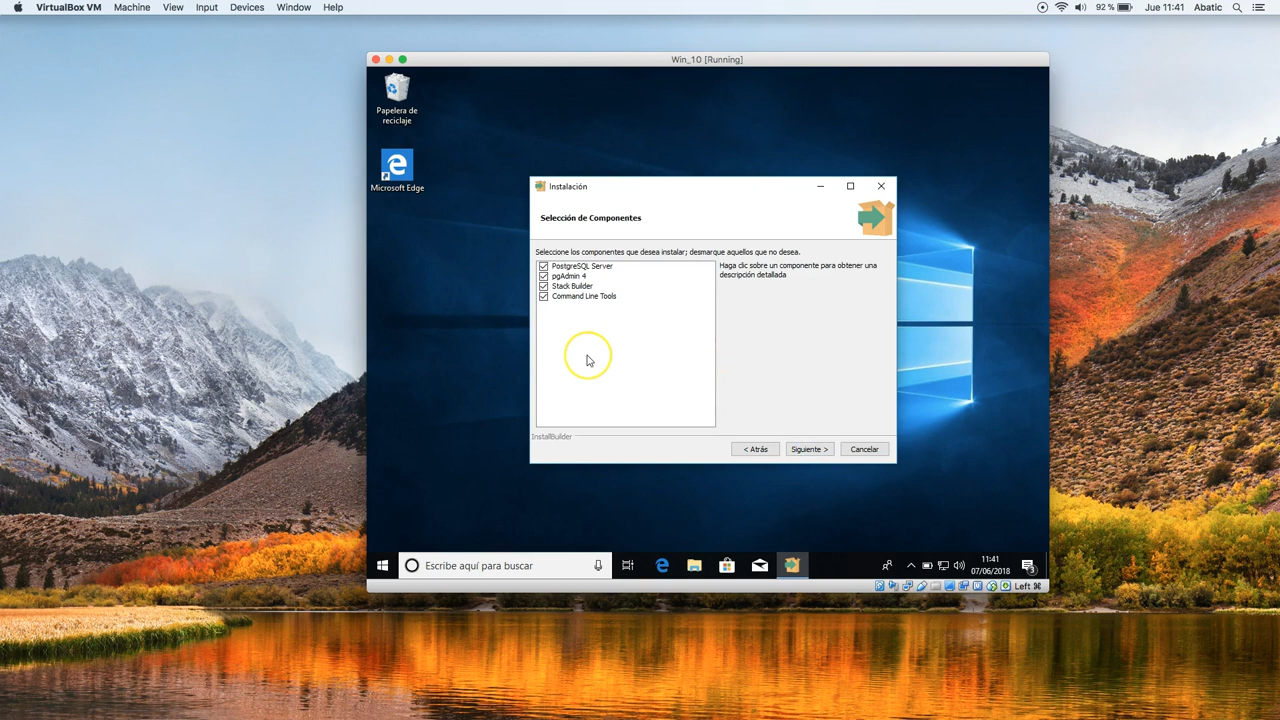 VirtualBox VM Machine View Input Devices Window Help 92 % Jue 11:41 Abatic
Win_10 [Running]
Papelera de
reciclaje
Microsoft Edge
Instalación
Selección de Componentes
Seleccione los componentes que desea instalar; desmarque aquellos que no desea.
PostgreSQL Server
pgAdmin 4
Stack Builder
Command Line Tools
Haga clic sobre un componente para obtener una
descripción detallada
InstallBuilder
< Atrás Siguiente > Cancelar
Escribe aquí para buscar
11:41
07/06/2018
3
Left ⌘